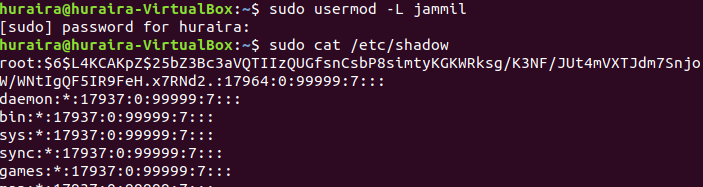 huraira@huraira-VirtualBox:~$ sudo usermod -L jammil
[sudo] password for huraira:
huraira@huraira-VirtualBox:~$ sudo cat /etc/shadow
root:$6$L4KCAKpZ$25bZ3Bc3aVQTIIzQUGfsnCsbP8simtyKGKWRksg/K3NF/JUt4mVXTJdm7Snjo
W/WNtIgQF5IR9FeH.x7RNd2.:17964:0:99999:7:::
daemon:*:17937:0:99999:7:::
bin:*:17937:0:99999:7:::
sys:*:17937:0:99999:7:::
sync:*:17937:0:99999:7:::
games:*:17937:0:99999:7:::